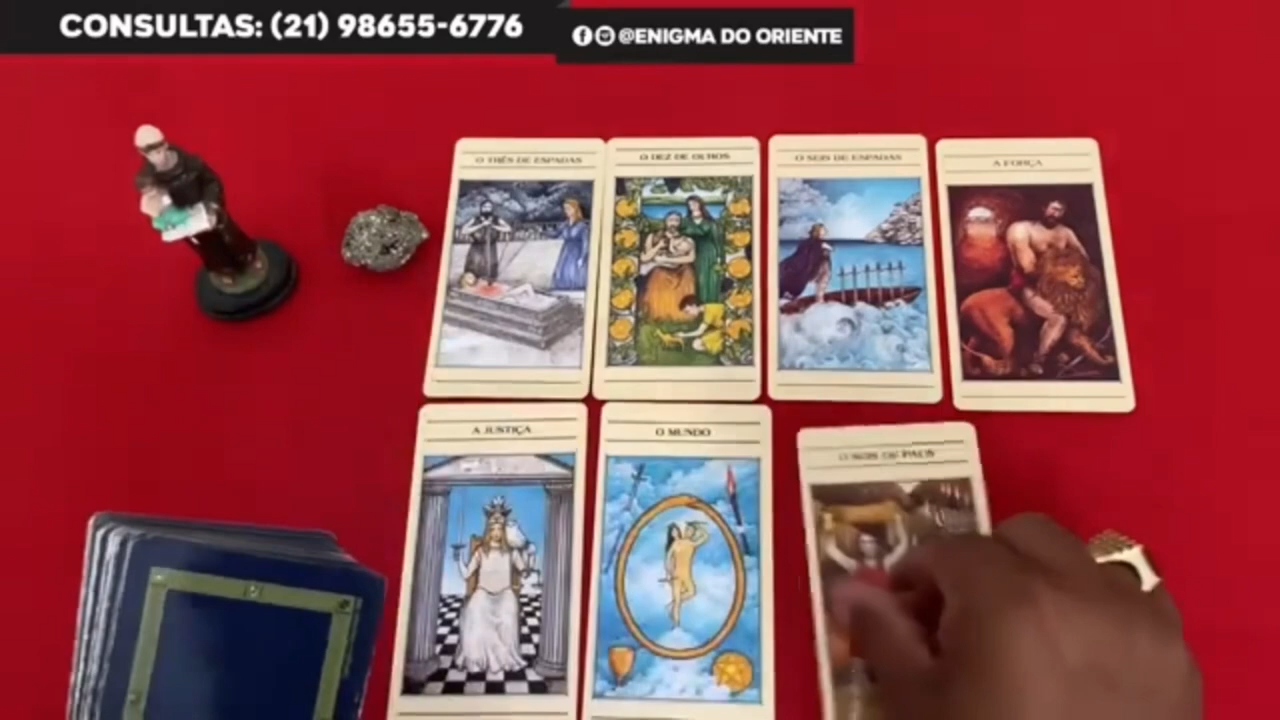 CONSULTAS: (21) 98655-6776
@ENIGMA DO ORIENTE
O TRÊS DE ESPADAS
O DEZ DE OUROS
O SEIS DE ESPADAS
A FORÇA
A JUSTIÇA
O MUNDO
O SEIS DE PAUS